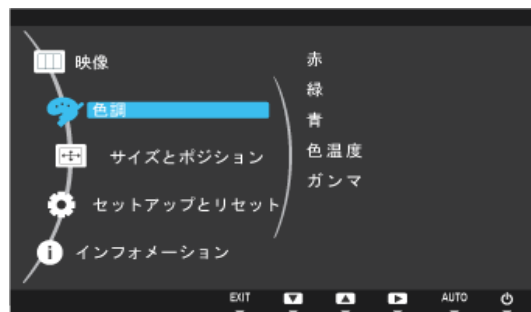 映像
色調
サイズとポジション
セットアップとリセット
インフォメーション
赤
緑
青
色温度
ガンマ
EXIT
AUTO